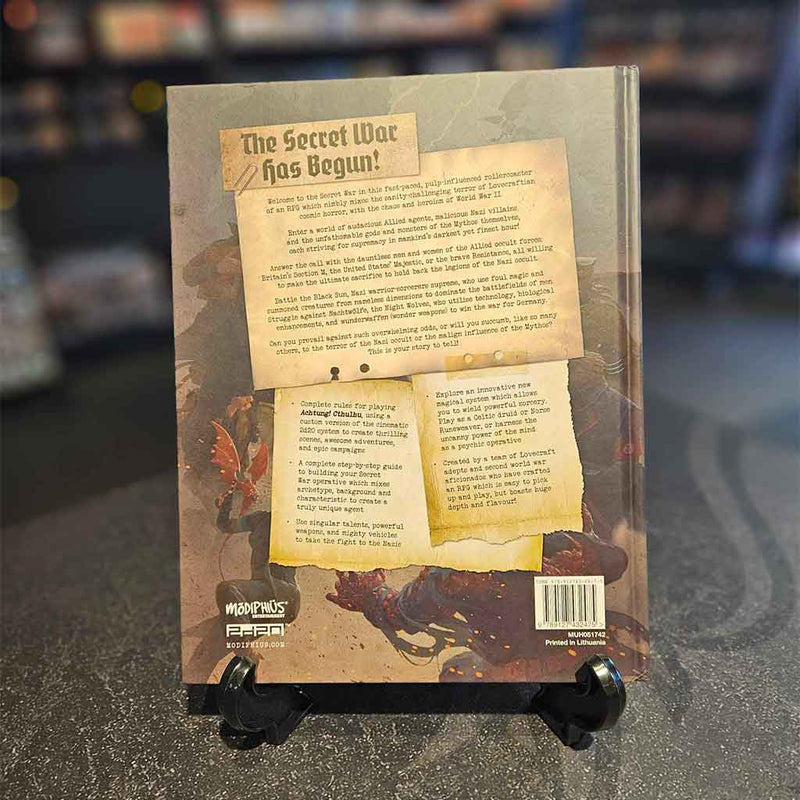 The Secret War
Has Begun!
Welcome to the Secret War in this fast-paced, pulp-influenced rollercoaster
of an RPG which nimbly mixes the sanity-challenging terror of Lovecraftian
cosmic horror, with the chaos and heroism of World War II.
Enter a world of audacious Allied agents, malicious Nazi villains,
and the unfathomable gods and monsters of the Mythos themselves,
each striving for supremacy in mankind's darkest yet finest hour!
Answer the call with the dauntless men and women of the Allied occult forces:
Britain's Section M, the United States' Majestic, or the brave Resistance, all willing
to make the ultimate sacrifice to hold back the legions of the Nazi occult.
Battle the Black Sun, Nazi warrior-sorcerers supreme, who use foul magic and
summoned creatures from nameless dimensions to dominate the battlefields of men.
Struggle against Nachtwölfe, the Night Wolves, who utilise technology, biological
enhancements, and wunderwaffen (wonder weapons) to win the war for Germany.
Can you prevail against such overwhelming odds, or will you succumb, like so many
others, to the terror of the Nazi occult or the malign influence of the Mythos?
This is your story to tell!
• Complete rules for playing
Achtung! Cthulhu, using a
custom version of the cinematic
2d20 system to create thrilling
scenes, awesome adventures,
and epic campaigns
• A complete step-by-step guide
to building your Secret
War operative which mixes
archetype, background and
characteristic to create a
truly unique agent
• Use singular talents, powerful
weapons, and mighty vehicles
to take the fight to the Nazis
• Explore an innovative new
magical system which allows
you to wield powerful sorcery.
Play as a Celtic druid or Norse
Runeweaver, or harness the
uncanny power of the mind
as a psychic operative
• Created by a team of Lovecraft
adepts and second world war
aficionados who have crafted
an RPG which is easy to pick
up and play, but boasts huge
depth and flavour!
MŌDIPHIÜS
ENTERTAINMENT
2d20
MODIPHIUS.COM
9 789127 432475
MUH051742
Printed in Lithuania